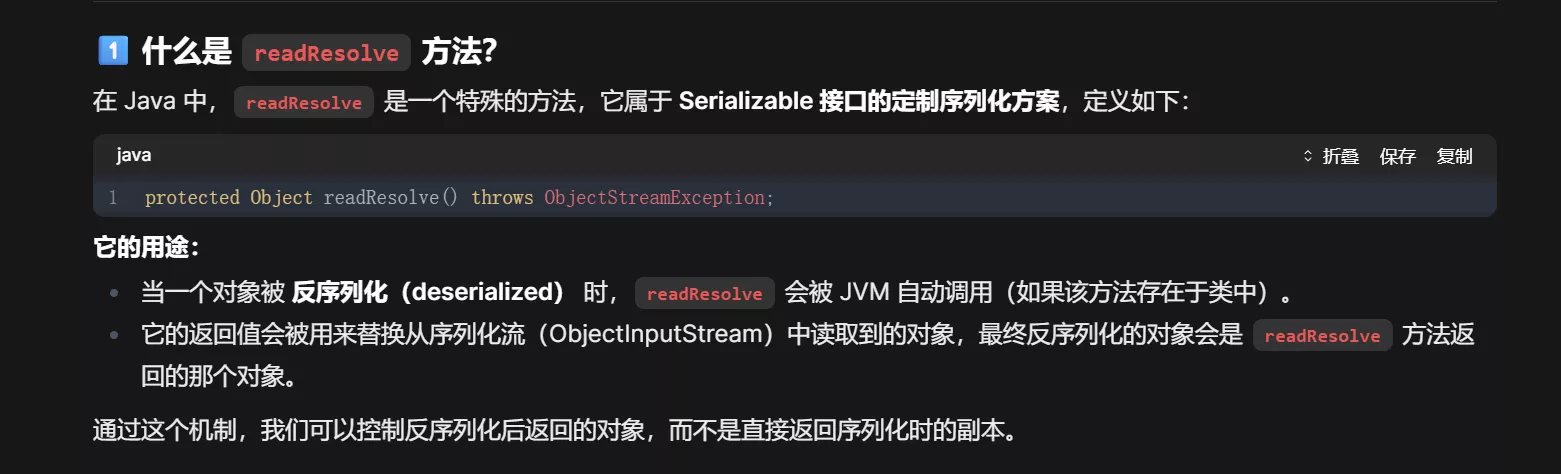 1 什么是 readResolve 方法?
在 Java 中， readResolve 是一个特殊的方法，它属于 Serializable 接口的定制序列化方案，定义如下：
java 折叠 保存 复制
1 protected Object readResolve() throws ObjectStreamException;
它的用途：
• 当一个对象被 反序列化（deserialized） 时， readResolve 会被 JVM 自动调用（如果该方法存在于类中）。
• 它的返回值会被用来替换从序列化流（ObjectInputStream）中读取到的对象，最终反序列化的对象会是 readResolve 方法返
回的那个对象。
通过这个机制，我们可以控制反序列化后返回的对象，而不是直接返回序列化时的副本。